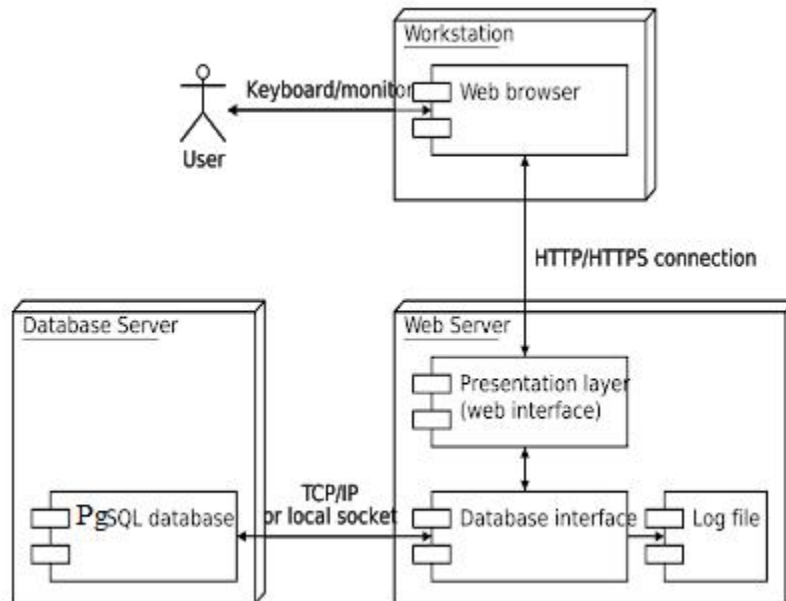 Workstation
Keyboard/monitor
Web browser
User
HTTP/HTTPS connection
Database Server
Web Server
Presentation layer
(web interface)
TCP/IP
or local socket
PgSQL database
Database interface
Log file